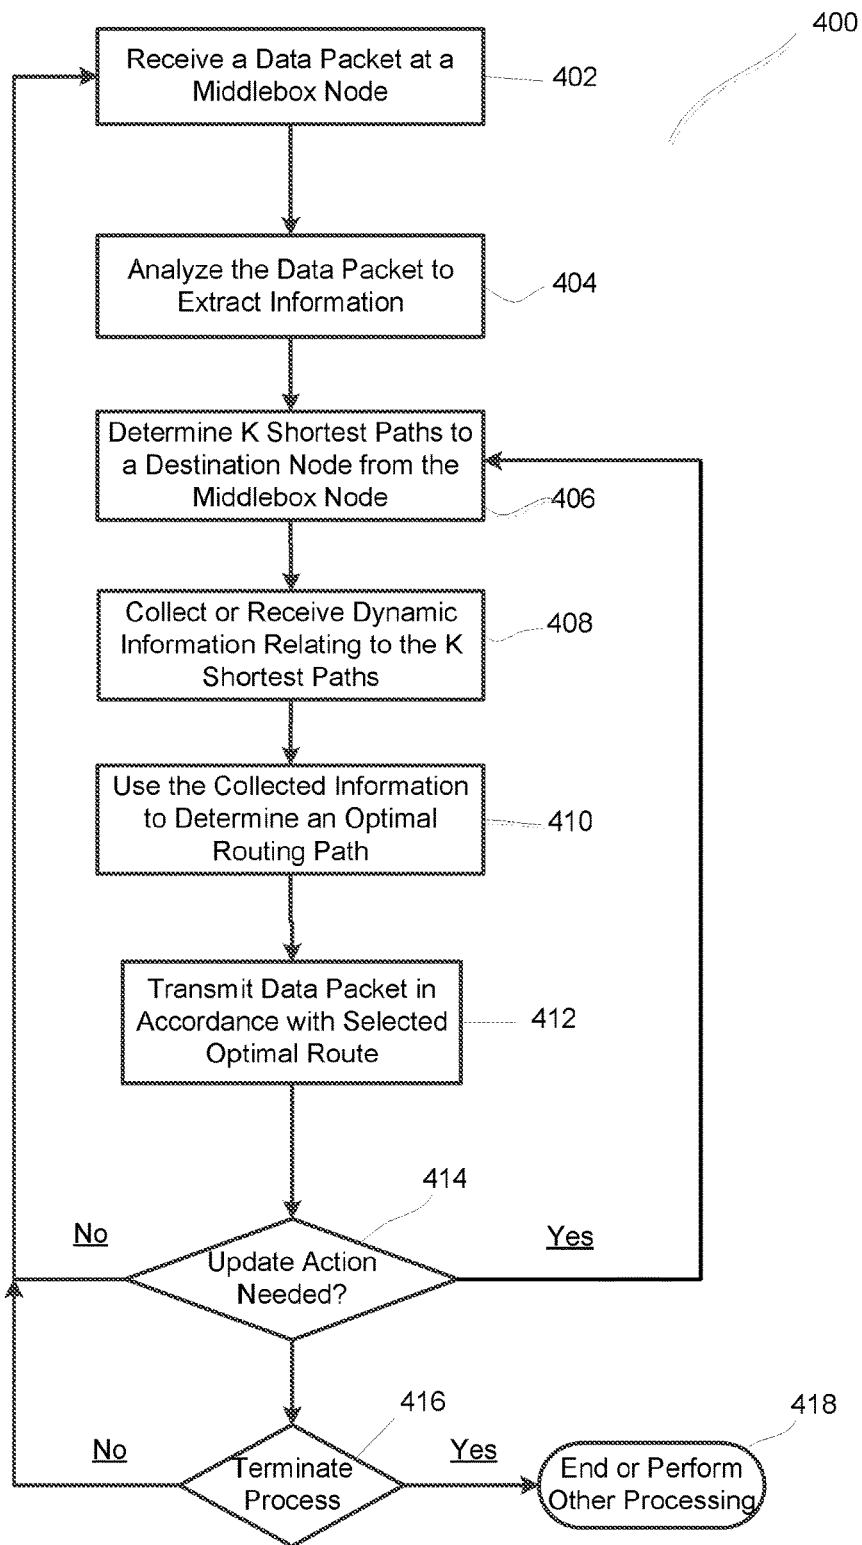 400
Receive a Data Packet at a
Middlebox Node
402
Analyze the Data Packet to
Extract Information
404
Determine K Shortest Paths to
a Destination Node from the
Middlebox Node
406
Collect or Receive Dynamic
Information Relating to the K
Shortest Paths
408
Use the Collected Information
to Determine an Optimal
Routing Path
410
Transmit Data Packet in
Accordance with Selected
Optimal Route
412
414
No
Update Action
Needed?
Yes
416
No
Terminate
Process
Yes
418
End or Perform
Other Processing